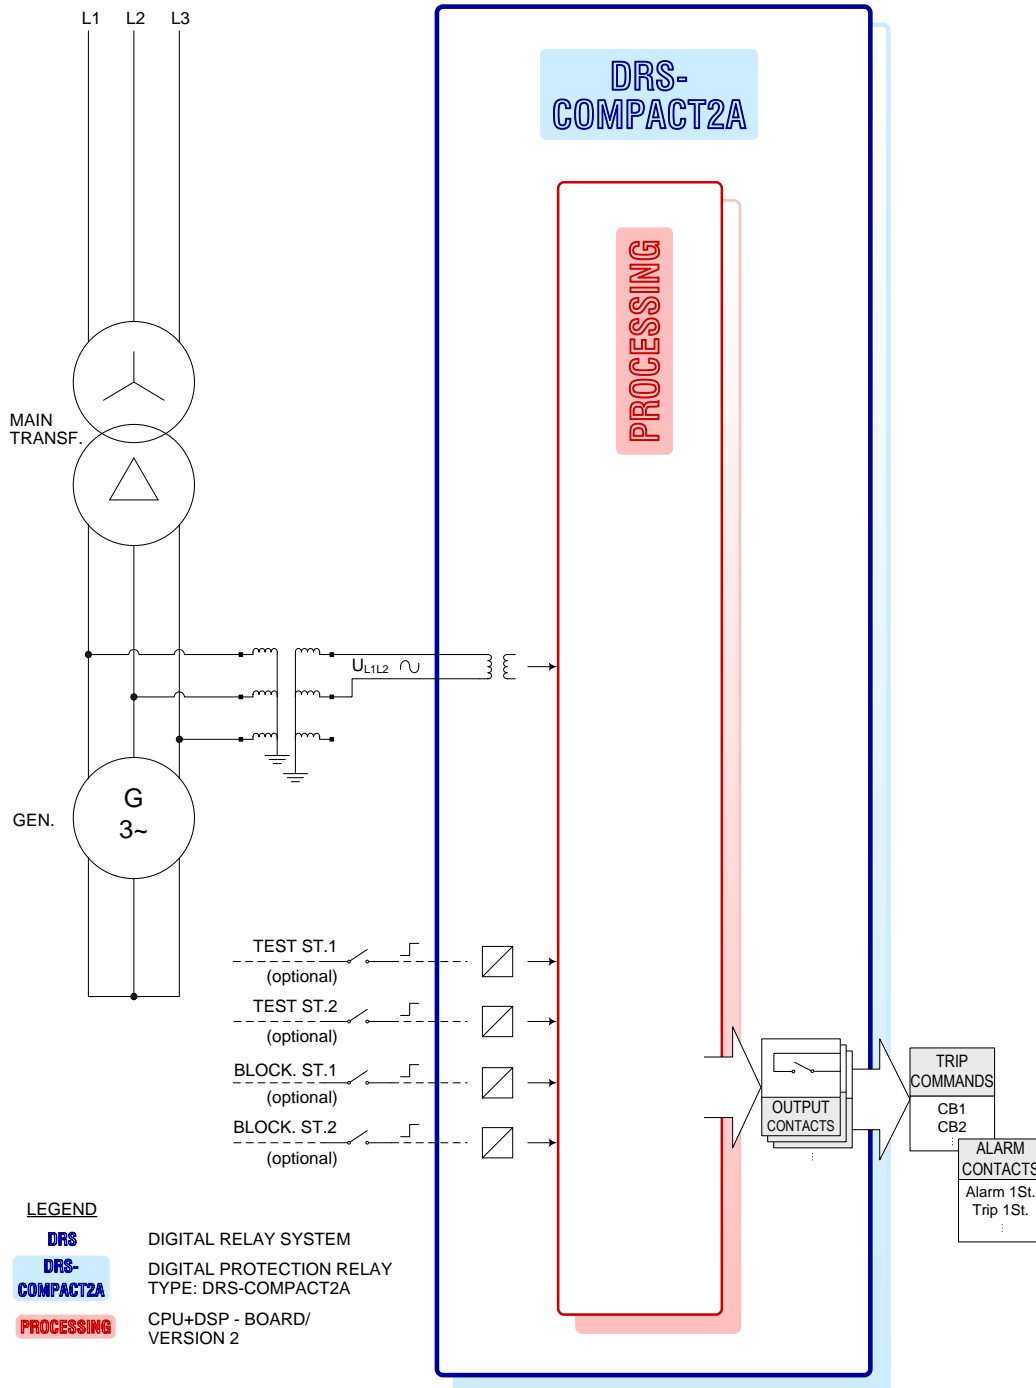 L1 L2 L3
DRS-
COMPACT2A
PROCESSING
MAIN
TRANSF.
UL1L2
G
3~
GEN.
TEST ST.1
(optional)
TEST ST.2
(optional)
BLOCK. ST.1
(optional)
BLOCK. ST.2
(optional)
OUTPUT
CONTACTS
TRIP
COMMANDS
CB1
CB2
ALARM
CONTACTS
Alarm 1St.
Trip 1St.
LEGEND
DRS DIGITAL RELAY SYSTEM
DRS-
COMPACT2A
DIGITAL PROTECTION RELAY
TYPE: DRS-COMPACT2A
PROCESSING
CPU+DSP - BOARD/
VERSION 2